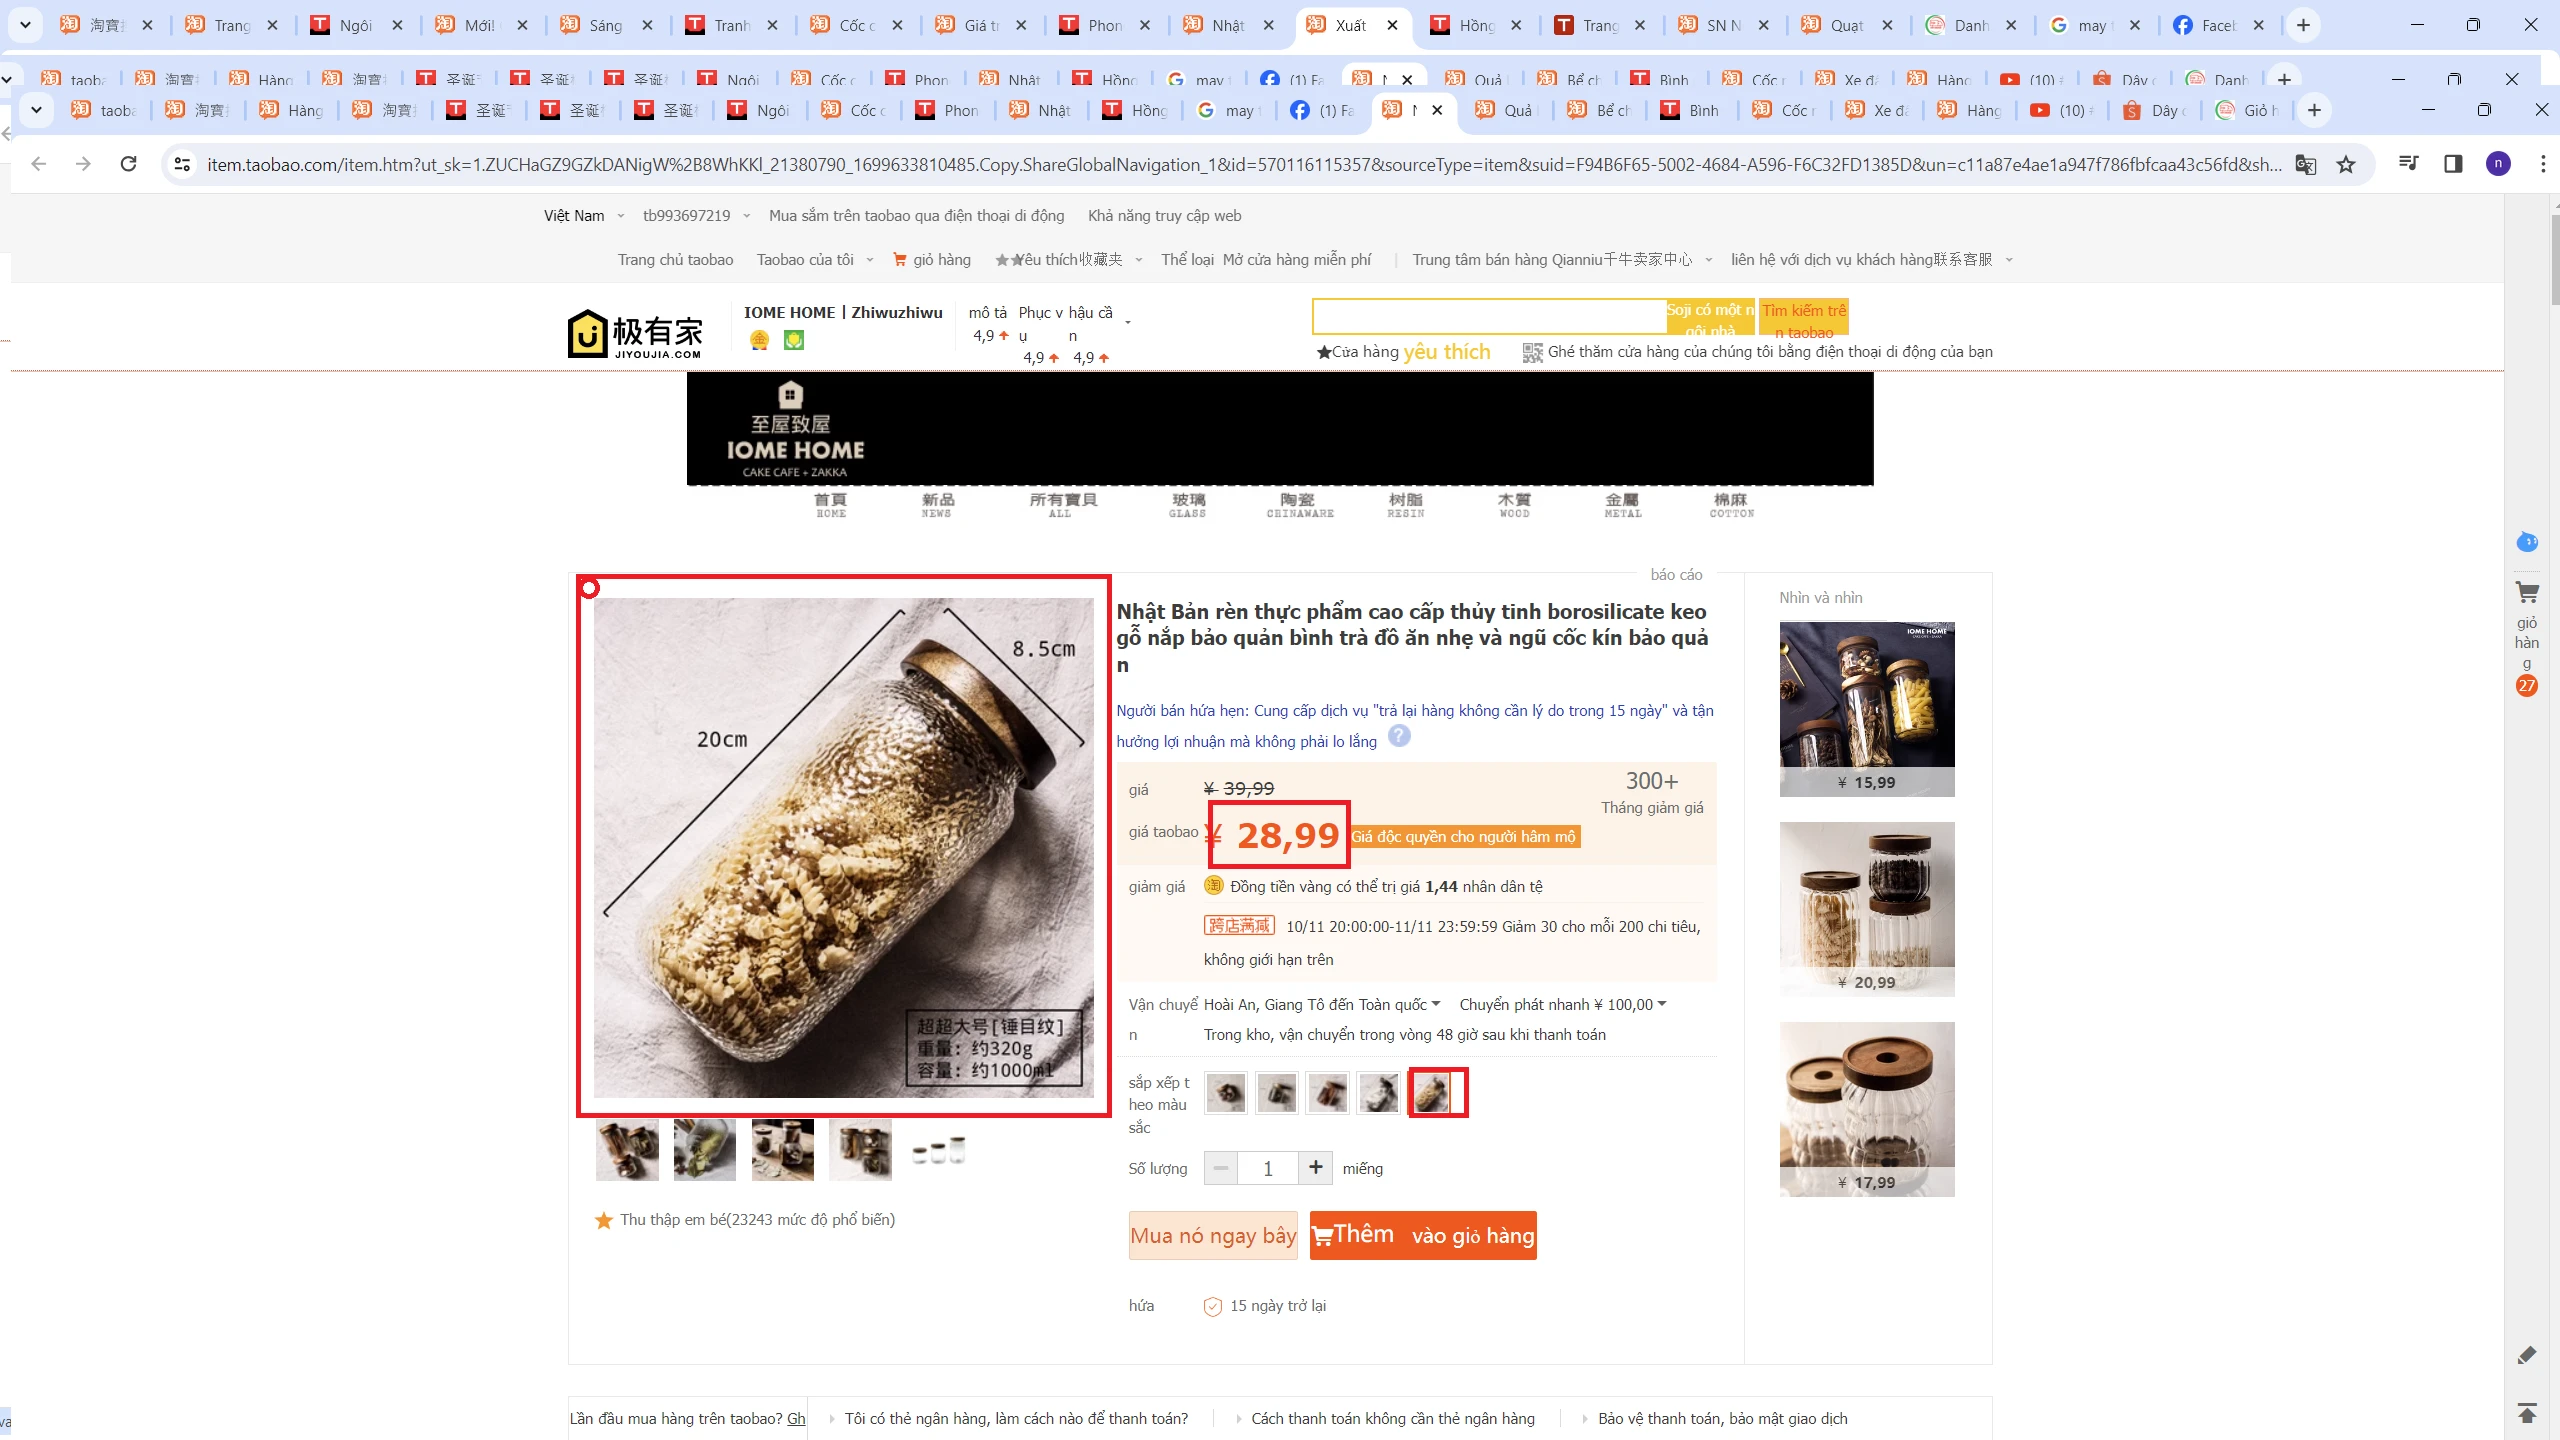 淘寶
Trang
Ngôi
Mới!
Sáng
Tranh
Cốc c
Giá tr
Phon
Nhật
Xuất
Hồng
Trang
SN N
Quạt
Danh
may t
Faceb
taoba
淘寶
Hàng
淘寶
圣诞
圣诞
圣诞
Ngôi
Cốc c
Phon
Nhật
Hồng
may t
(1) Fa
Quả
Bể ch
Bình
Cốc r
Xe đẩ
Hàng
(10)
Dây c
Danh
taoba
淘寶
Hàng
淘寶
圣诞
圣诞
圣诞
Ngôi
Cốc c
Phon
Nhật
Hồng
may t
(1) Fa
Quả
Bể ch
Bình
Cốc r
Xe đẩ
Hàng
(10)
Dây c
Giỏ h
item.taobao.com/item.htm?ut_sk=1.ZUCHaGZ9GZkDANigW%2B8WhKKl_21380790_1699633810485.Copy.ShareGlobalNavigation_1&id=570116115357&sourceType=item&suid=F94B6F65-5002-4684-A596-F6C32FD1385D&un=c11a87e4ae1a947f786fbfcaa43c56fd&sh...
n
Việt Nam tb993697219 Mua sắm trên taobao qua điện thoại di động Khả năng truy cập web
Trang chủ taobao Taobao của tôi giỏ hàng Yêu thích收藏夹 Thể loại Mở cửa hàng miễn phí | Trung tâm bán hàng Qianniu千牛卖家中心 liên hệ với dịch vụ khách hàng联系客服
极有家
JIYOUJIA.COM
IOME HOME | Zhiwuzhiwu
mô tả Phục v hậu cầ
4,9 ụ n
4,9 4,9
Soji có một n
gôi nhà
Tìm kiếm trê
n taobao
Cửa hàng yêu thích
Ghé thăm cửa hàng của chúng tôi bằng điện thoại di động của bạn
至屋致屋
IOME HOME
CAKE CAFE + ZAKKA
首頁 新品 所有寶貝 玻璃 陶瓷 树脂 木質 金屬 棉麻
HOME NEWS ALL GLASS CHINAWARE RESIN WOOD METAL COTTON
báo cáo
8.5cm
20cm
超超大号[锤目纹]
重量：约320g
容量：约1000ml
Nhật Bản rèn thực phẩm cao cấp thủy tinh borosilicate keo
gỗ nắp bảo quản bình trà đồ ăn nhẹ và ngũ cốc kín bảo quả
n
Người bán hứa hẹn: Cung cấp dịch vụ "trả lại hàng không cần lý do trong 15 ngày" và tận
hưởng lợi nhuận mà không phải lo lắng ?
giá ¥ 39,99
300+
Tháng giảm giá
giá taobao ¥ 28,99 Giá độc quyền cho người hâm mộ
giảm giá 淘 Đồng tiền vàng có thể trị giá 1,44 nhân dân tệ
跨店满减 10/11 20:00:00-11/11 23:59:59 Giảm 30 cho mỗi 200 chi tiêu,
không giới hạn trên
Vận chuyể Hoài An, Giang Tô đến Toàn quốc Chuyển phát nhanh ¥ 100,00
n Trong kho, vận chuyển trong vòng 48 giờ sau khi thanh toán
sắp xếp t
heo màu
sắc
Số lượng 1 miếng
Mua nó ngay bây
Thêm vào giỏ hàng
hứa 15 ngày trở lại
Thu thập em bé(23243 mức độ phổ biến)
Nhìn và nhìn
IOME HOME
¥ 15,99
¥ 20,99
¥ 17,99
giỏ
hàn
g
27
Lần đầu mua hàng trên taobao? Gh
Tôi có thẻ ngân hàng, làm cách nào để thanh toán?
Cách thanh toán không cần thẻ ngân hàng
Bảo vệ thanh toán, bảo mật giao dịch